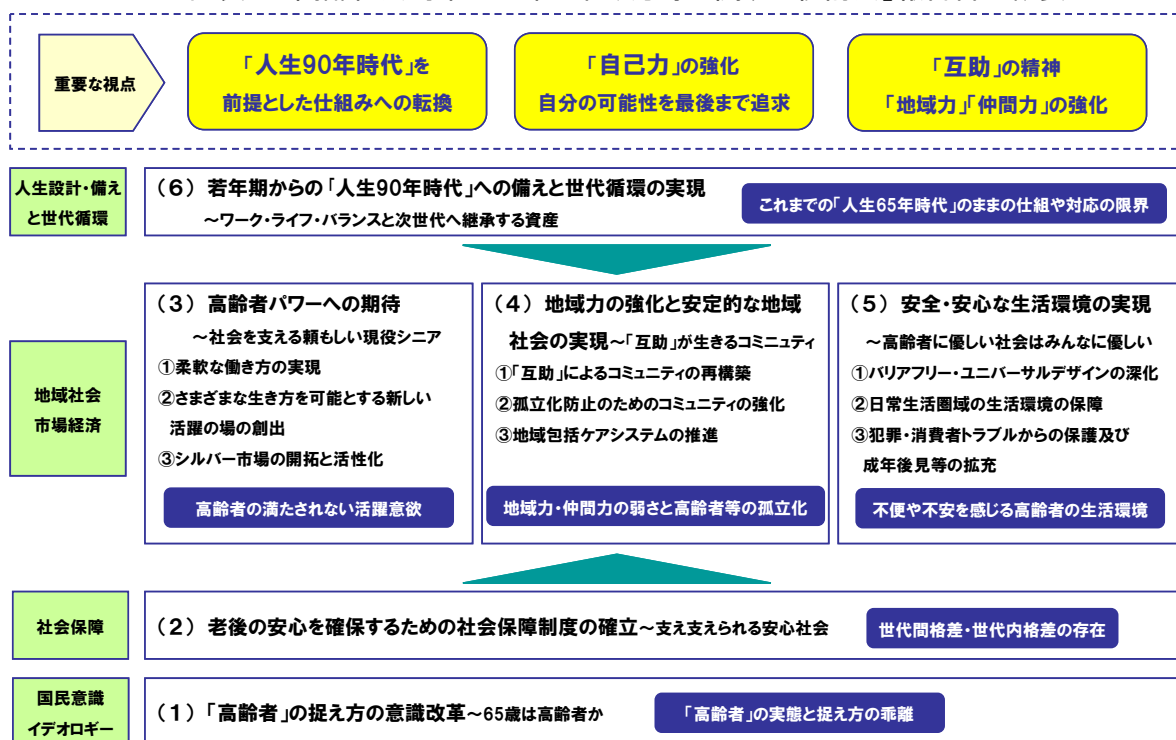 重要な視点
「人生90年時代」を
前提とした仕組みへの転換
「自己力」の強化
自分の可能性を最後まで追求
「互助」の精神
「地域力」「仲間力」の強化
人生設計・備え
と世代循環
（６） 若年期からの「人生90年時代」への備えと世代循環の実現
～ワーク・ライフ・バランスと次世代へ継承する資産
これまでの「人生65年時代」のままの仕組や対応の限界
地域社会
市場経済
（３） 高齢者パワーへの期待
～社会を支える頼もしい現役シニア
①柔軟な働き方の実現
②さまざまな生き方を可能とする新しい
活躍の場の創出
③シルバー市場の開拓と活性化
高齢者の満たされない活躍意欲
（４） 地域力の強化と安定的な地域
社会の実現～「互助」が生きるコミニュティ
①「互助」によるコミュニティの再構築
②孤立化防止のためのコミュニティの強化
③地域包括ケアシステムの推進
地域力・仲間力の弱さと高齢者等の孤立化
（５） 安全・安心な生活環境の実現
～高齢者に優しい社会はみんなに優しい
①バリアフリー・ユニバーサルデザインの深化
②日常生活圏域の生活環境の保障
③犯罪・消費者トラブルからの保護及び
成年後見等の拡充
不便や不安を感じる高齢者の生活環境
社会保障
（２） 老後の安心を確保するための社会保障制度の確立～支え支えられる安心社会
世代間格差・世代内格差の存在
国民意識
イデオロギー
（１） 「高齢者」の捉え方の意識改革～65歳は高齢者か
「高齢者」の実態と捉え方の乖離